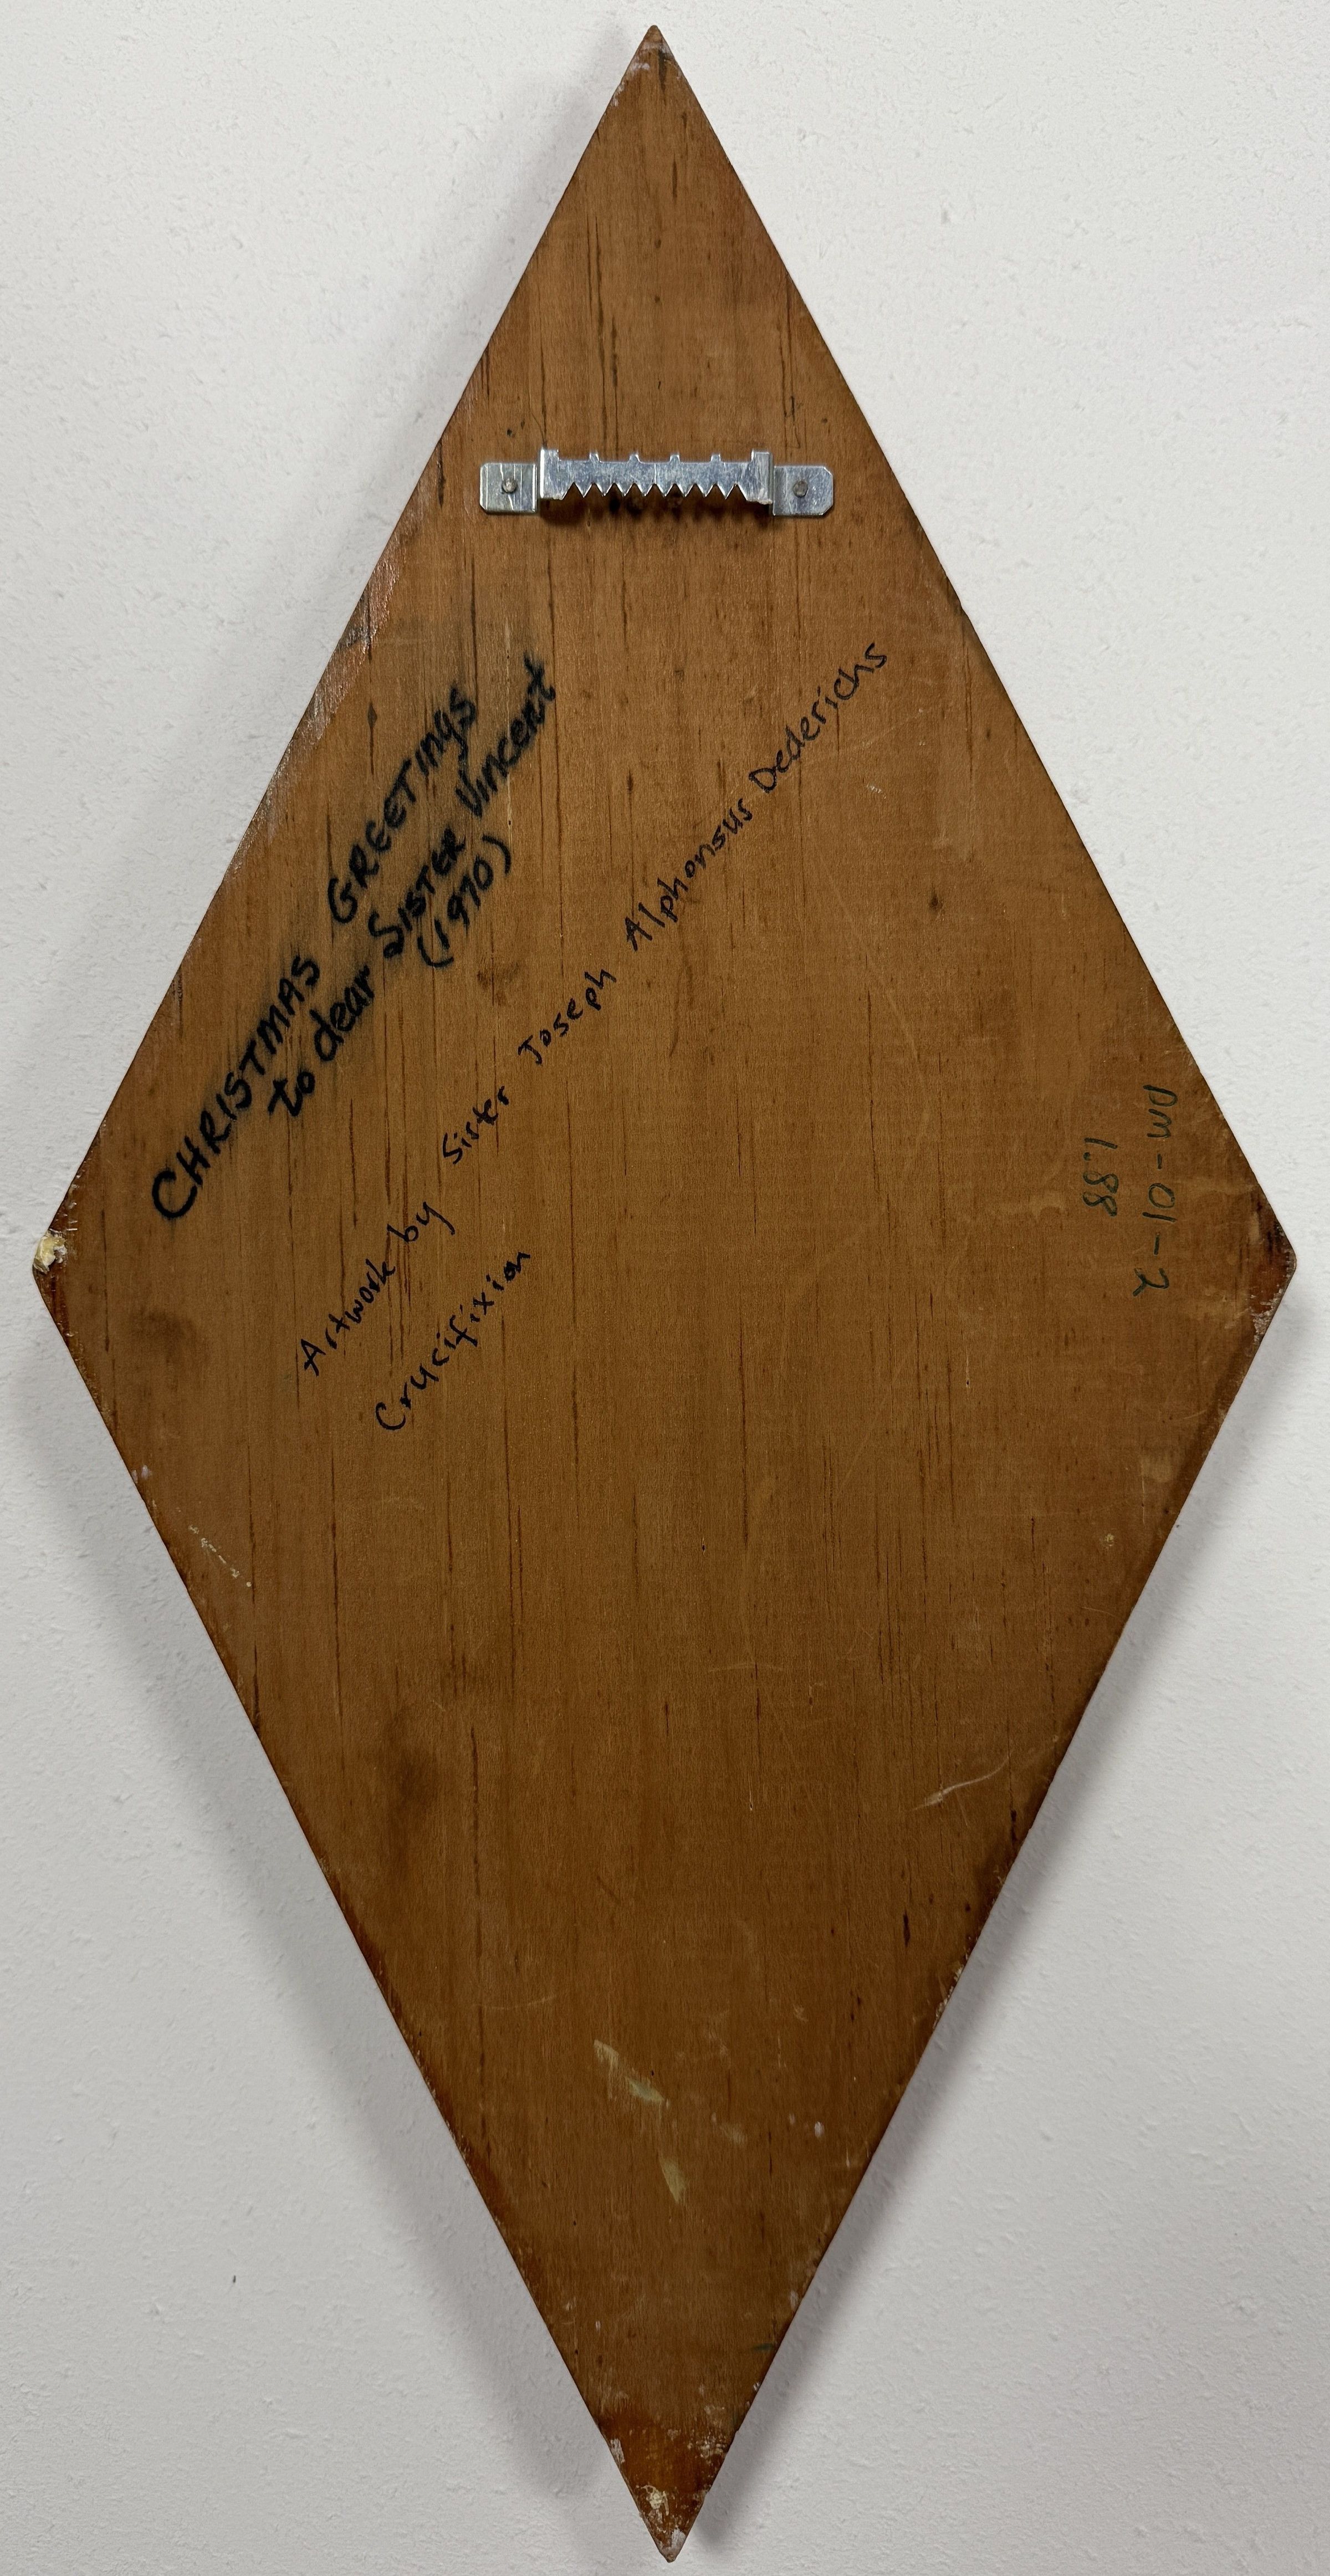 CHRISTMAS GREETINGS
to dear SISTER Vincent
(1970)
Artwork by Sister Joseph Alphonsus Dederichs
Crucifixion
DM-01-2
1.88